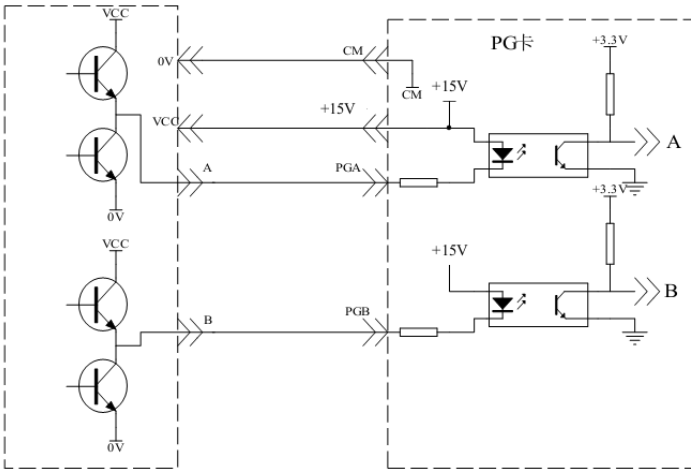 VCC
PG卡
+3.3V
0V
CM
+15V
CM
VCC
+15V
A
A
PGA
0V
+3.3V
VCC
+15V
B
B
PGB
0V